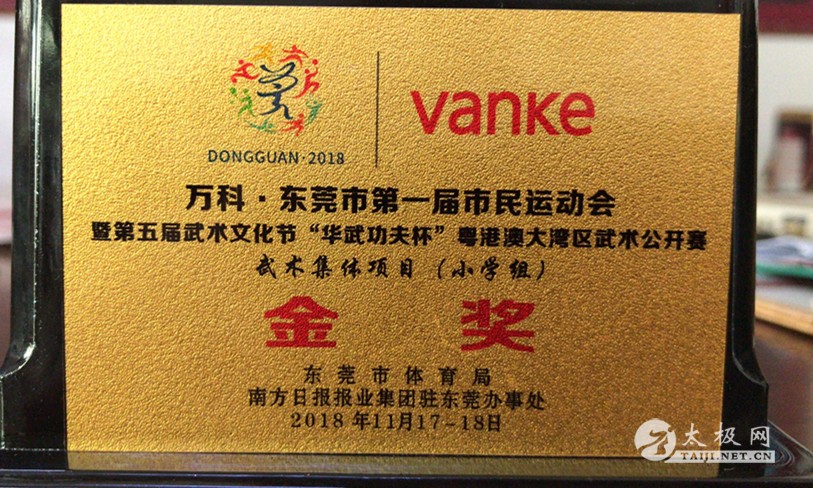 DONGGUAN·2018
vanke
万科·东莞市第一届市民运动会
暨第五届武术文化节“华武功夫杯”粤港澳大湾区武术公开赛
武术集体项目（小学组）
金 奖
东莞市体育局
南方日报报业集团驻东莞办事处
2018年11月17-18日
太极网
TAIJI.NET.CN